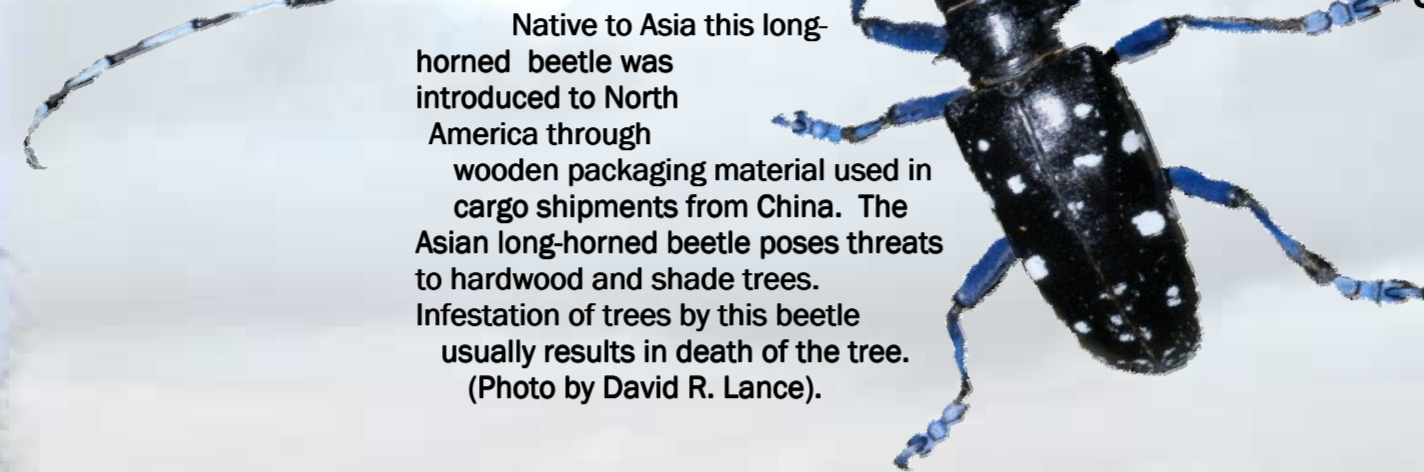 Native to Asia this long-
horned  beetle was
introduced to North
America through
wooden packaging material used in
cargo shipments from China.  The
Asian long-horned beetle poses threats
to hardwood and shade trees.
Infestation of trees by this beetle
usually results in death of the tree.
(Photo by David R. Lance).